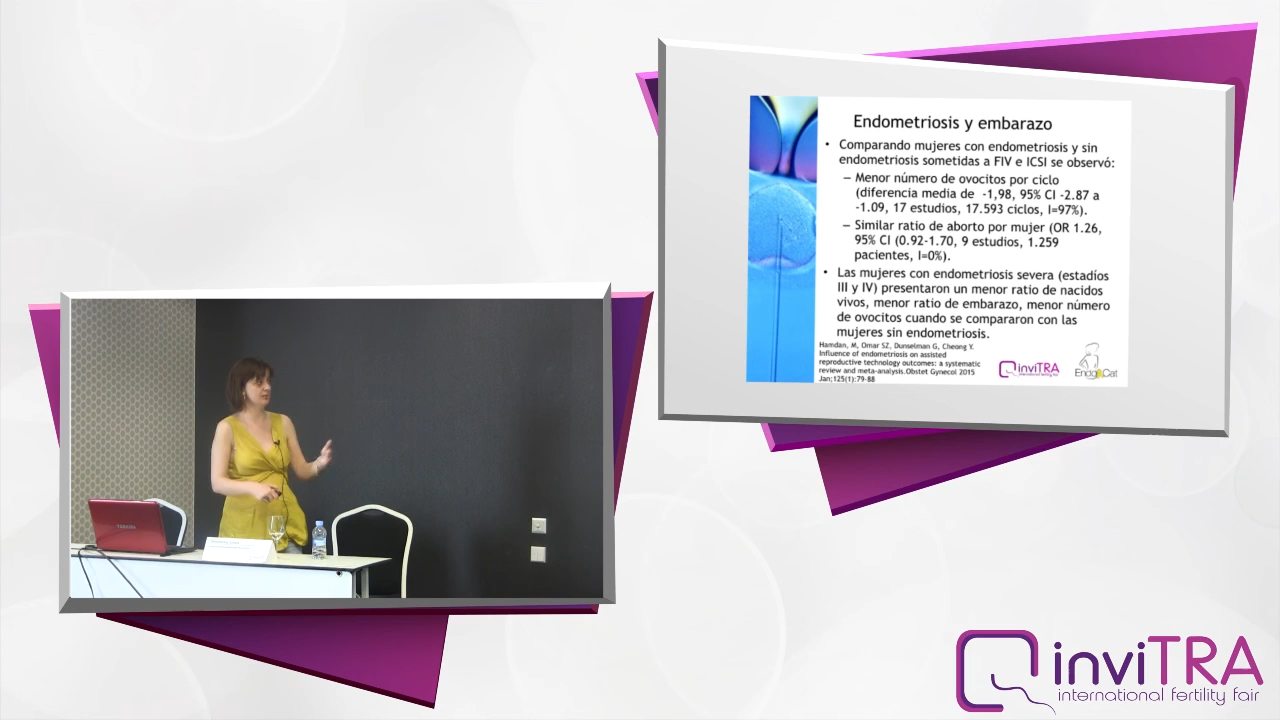 Endometriosis y embarazo
• Comparando mujeres con endometriosis y sin
endometriosis sometidas a FIV e ICSI se observó:
– Menor número de ovocitos por ciclo
(diferencia media de -1,98, 95% CI -2.87 a
-1.09, 17 estudios, 17.593 ciclos, I=97%).
– Similar ratio de aborto por mujer (OR 1.26,
95% CI (0.92-1.70, 9 estudios, 1.259
pacientes, I=0%).
• Las mujeres con endometriosis severa (estadíos
III y IV) presentaron un menor ratio de nacidos
vivos, menor ratio de embarazo, menor número
de ovocitos cuando se compararon con las
mujeres sin endometriosis.
Hamdan, M, Omar SZ, Dunselman G, Cheong Y.
Influence of endometriosis on assisted
reproductive technology outcomes: a systematic
review and meta-analysis.Obstet Gynecol 2015
Jan;125(1):79-88
inviTRA
international fertility fair
Endo&Cat
TOSHIBA
inviTRA
international fertility fair